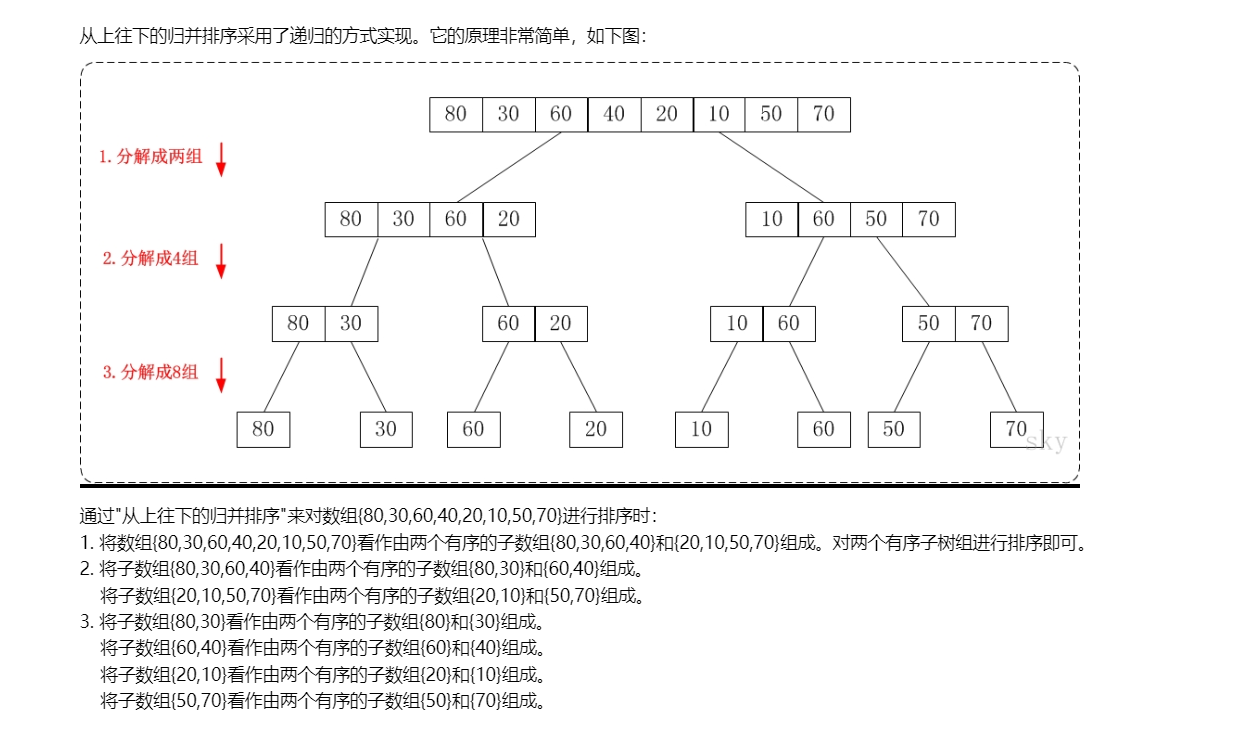 从上往下的归并排序采用了递归的方式实现。它的原理非常简单，如下图：
80 30 60 40 20 10 50 70
1. 分解成两组
80 30 60 20 10 60 50 70
2. 分解成4组
80 30 60 20 10 60 50 70
3. 分解成8组
80 30 60 20 10 60 50 70
sky
通过"从上往下的归并排序"来对数组{80,30,60,40,20,10,50,70}进行排序时：
1. 将数组{80,30,60,40,20,10,50,70}看作由两个有序的子数组{80,30,60,40}和{20,10,50,70}组成。对两个有序子树组进行排序即可。
2. 将子数组{80,30,60,40}看作由两个有序的子数组{80,30}和{60,40}组成。
将子数组{20,10,50,70}看作由两个有序的子数组{20,10}和{50,70}组成。
3. 将子数组{80,30}看作由两个有序的子数组{80}和{30}组成。
将子数组{60,40}看作由两个有序的子数组{60}和{40}组成。
将子数组{20,10}看作由两个有序的子数组{20}和{10}组成。
将子数组{50,70}看作由两个有序的子数组{50}和{70}组成。